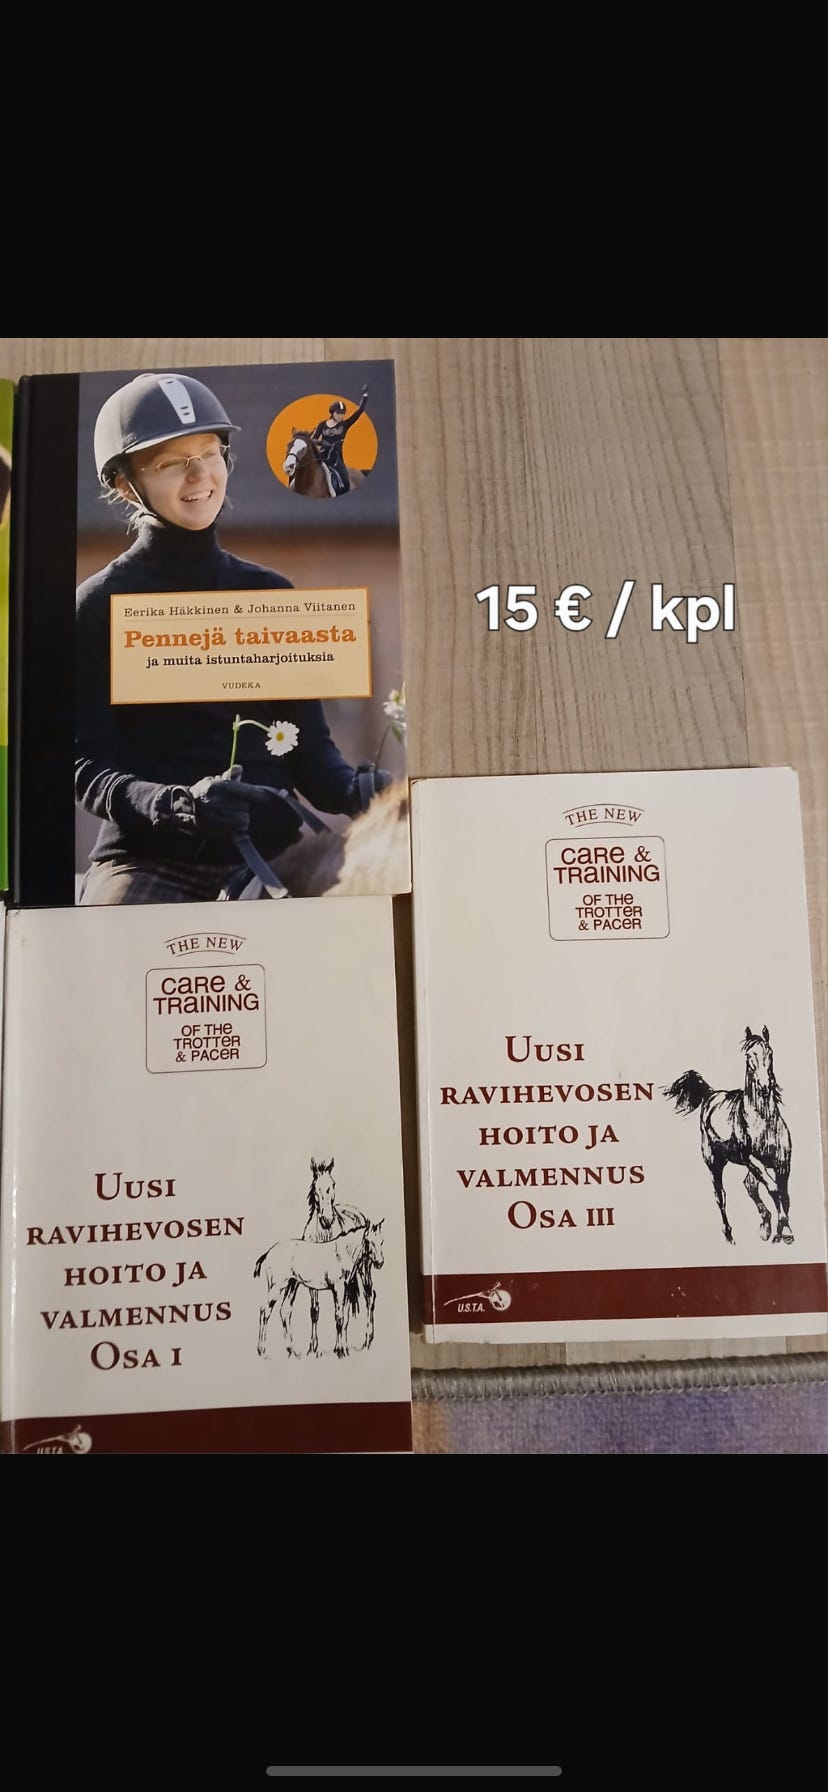 Eerika Häkkinen & Johanna Viitanen
Pennejä taivaasta
ja muita istuntaharjoituksia
VUDEKA
15 € / kpl
THE NEW
CARE &
TRAINING
OF THE
TROTTER
& PACER
UUSI
RAVIHEVOSEN
HOITO JA
VALMENNUS
OSA III
U.S.T.A.
THE NEW
CARE &
TRAINING
OF THE
TROTTER
& PACER
UUSI
RAVIHEVOSEN
HOITO JA
VALMENNUS
OSA I
U.S.T.A.